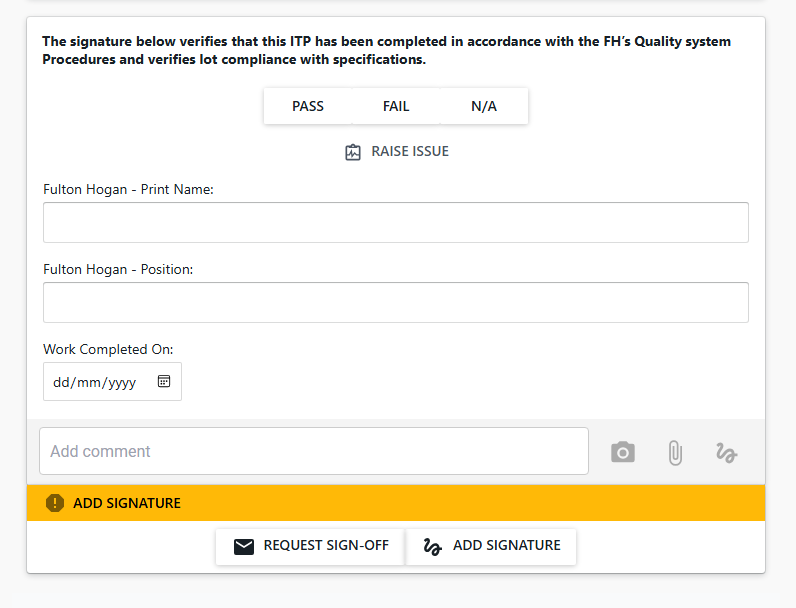 The signature below verifies that this ITP has been completed in accordance with the FH's Quality system
Procedures and verifies lot compliance with specifications.
PASS FAIL N/A
RAISE ISSUE
Fulton Hogan - Print Name:
Fulton Hogan - Position:
Work Completed On:
dd/mm/yyyy
Add comment
ADD SIGNATURE
REQUEST SIGN-OFF ADD SIGNATURE